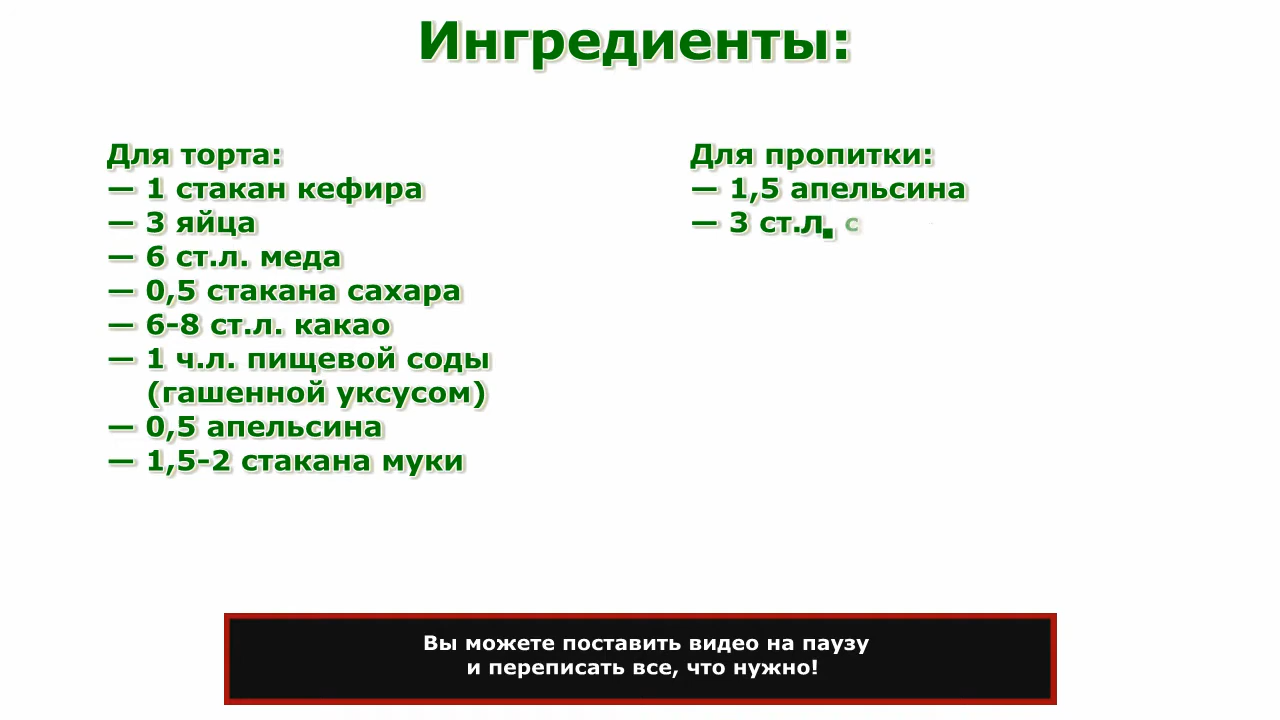 Ингредиенты:
Для торта:
— 1 стакан кефира
— 3 яйца
— 6 ст.л. меда
— 0,5 стакана сахара
— 6-8 ст.л. какао
— 1 ч.л. пищевой соды
(гашенной уксусом)
— 0,5 апельсина
— 1,5-2 стакана муки
Для пропитки:
— 1,5 апельсина
— 3 ст.л.
Вы можете поставить видео на паузу
и переписать все, что нужно!